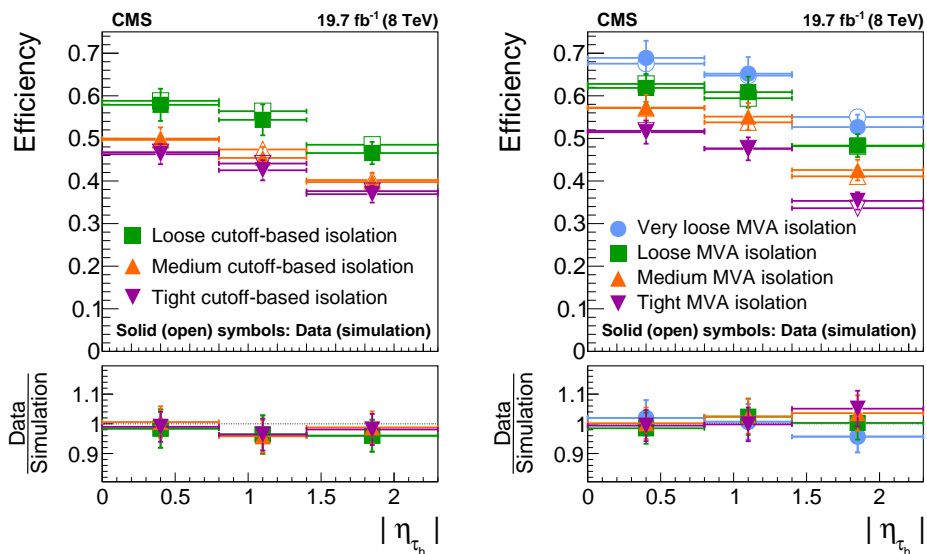 CMS 19.7 fb⁻¹ (8 TeV)
Efficiency
0.7
0.6
0.5
0.4
0.3
0.2
0.1
0
Loose cutoff-based isolation
Medium cutoff-based isolation
Tight cutoff-based isolation
Solid (open) symbols: Data (simulation)
Data
Simulation
1.1
1
0.9
0 0.5 1 1.5 2
| η_τ_h |
CMS 19.7 fb⁻¹ (8 TeV)
Efficiency
0.7
0.6
0.5
0.4
0.3
0.2
0.1
0
Very loose MVA isolation
Loose MVA isolation
Medium MVA isolation
Tight MVA isolation
Solid (open) symbols: Data (simulation)
Data
Simulation
1.1
1
0.9
0 0.5 1 1.5 2
| η_τ_h |